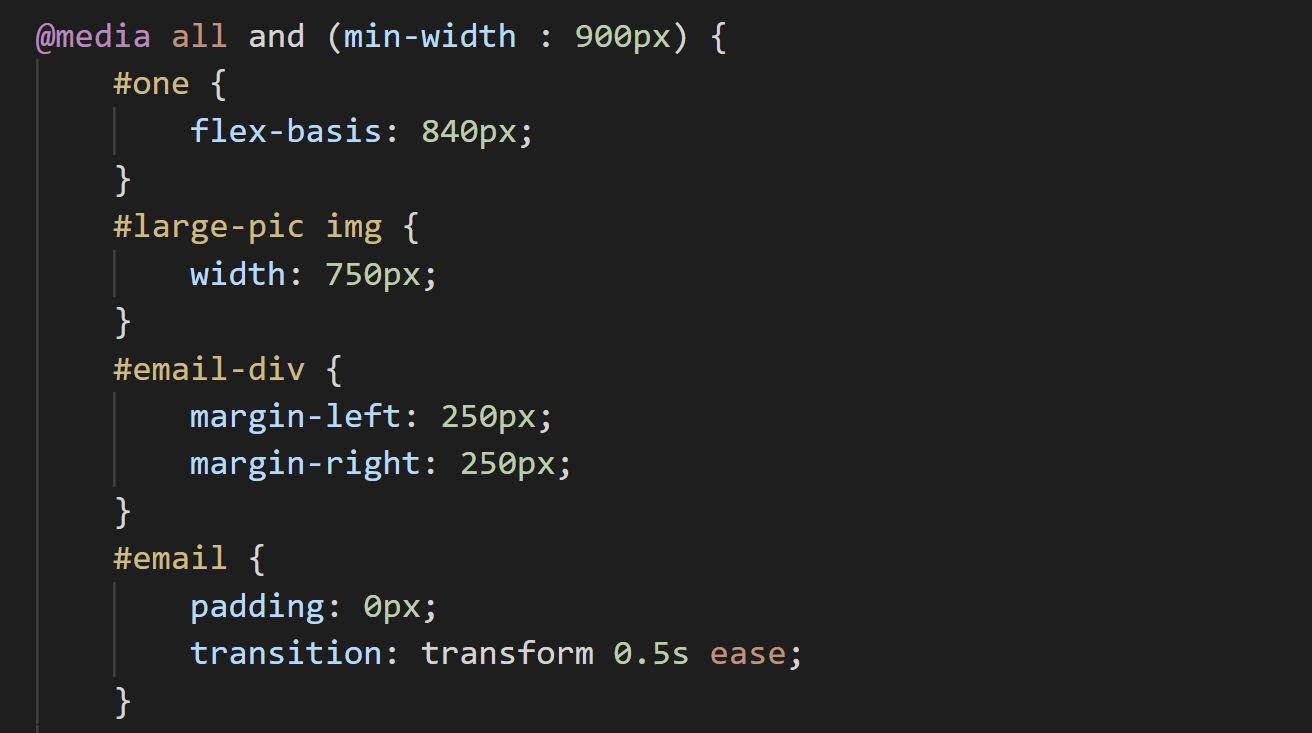 @media all and (min-width : 900px) {
    #one {
        flex-basis: 840px;
    }
    #large-pic img {
        width: 750px;
    }
    #email-div {
        margin-left: 250px;
        margin-right: 250px;
    }
    #email {
        padding: 0px;
        transition: transform 0.5s ease;
    }